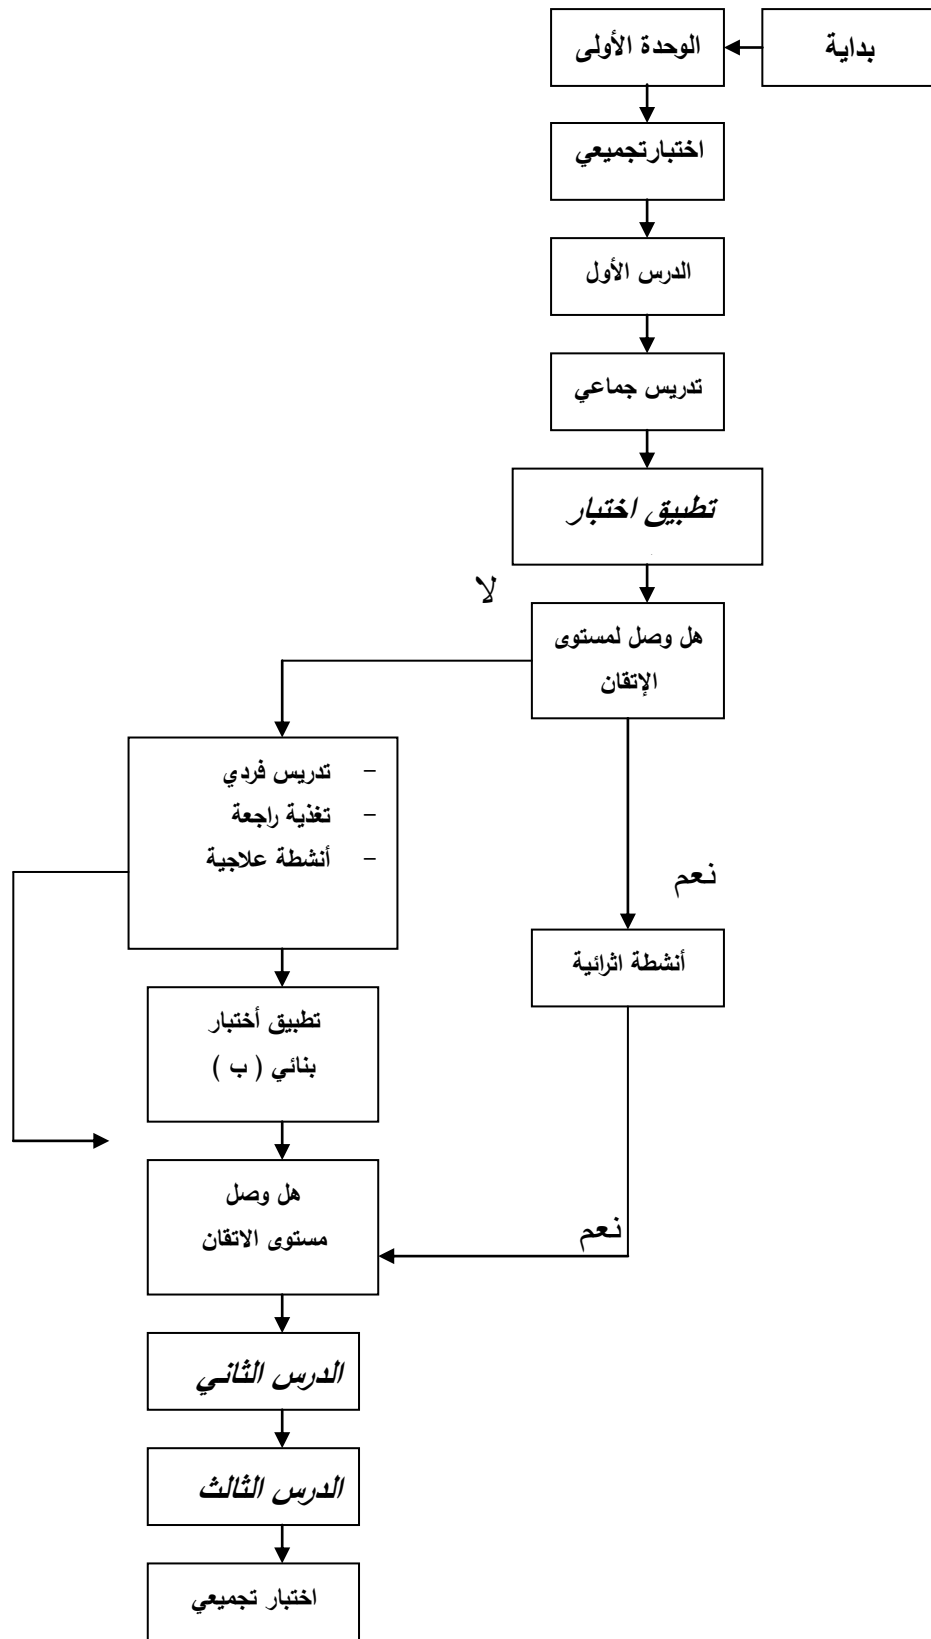 بداية
الوحدة الأولى
اختبارتجميعي
الدرس الأول
تدريس جماعي
تطبيق اختبار
لا
هل وصل لمستوى
الإتقان
- تدريس فردي
- تغذية راجعة
- أنشطة علاجية
نعم
أنشطة اثرائية
تطبيق أختبار
بنائي ( ب )
هل وصل
مستوى الاتقان
نعم
الدرس الثاني
الدرس الثالث
اختبار تجميعي